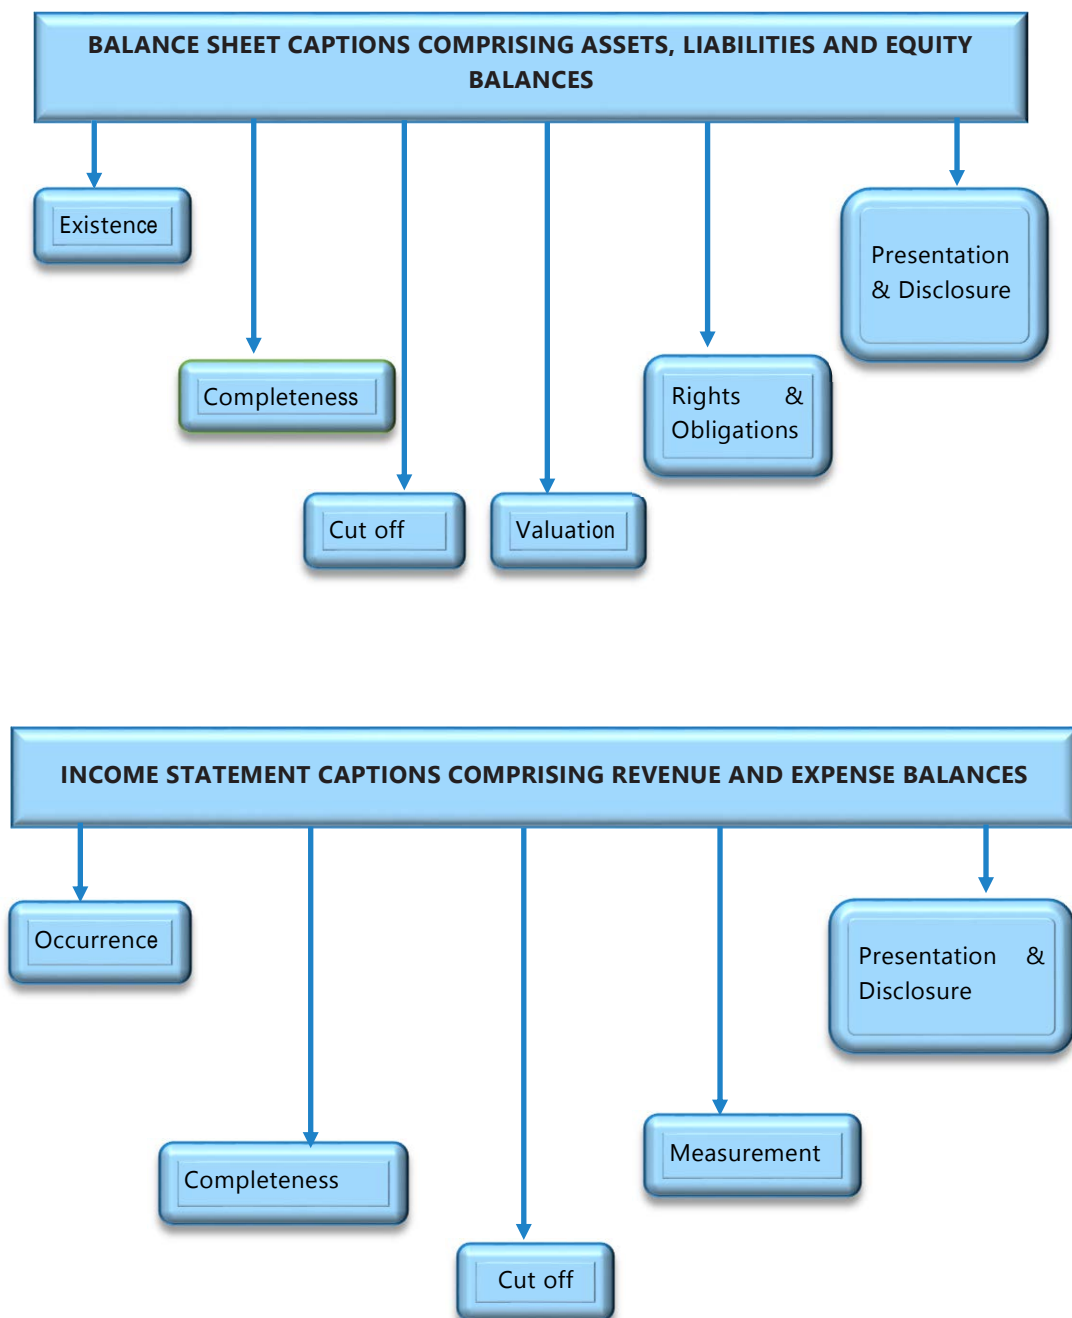 BALANCE SHEET CAPTIONS COMPRISING ASSETS, LIABILITIES AND EQUITY
BALANCES
Existence
Presentation
& Disclosure
Completeness
Rights &
Obligations
Cut off
Valuation
INCOME STATEMENT CAPTIONS COMPRISING REVENUE AND EXPENSE BALANCES
Occurrence
Presentation &
Disclosure
Measurement
Completeness
Cut off